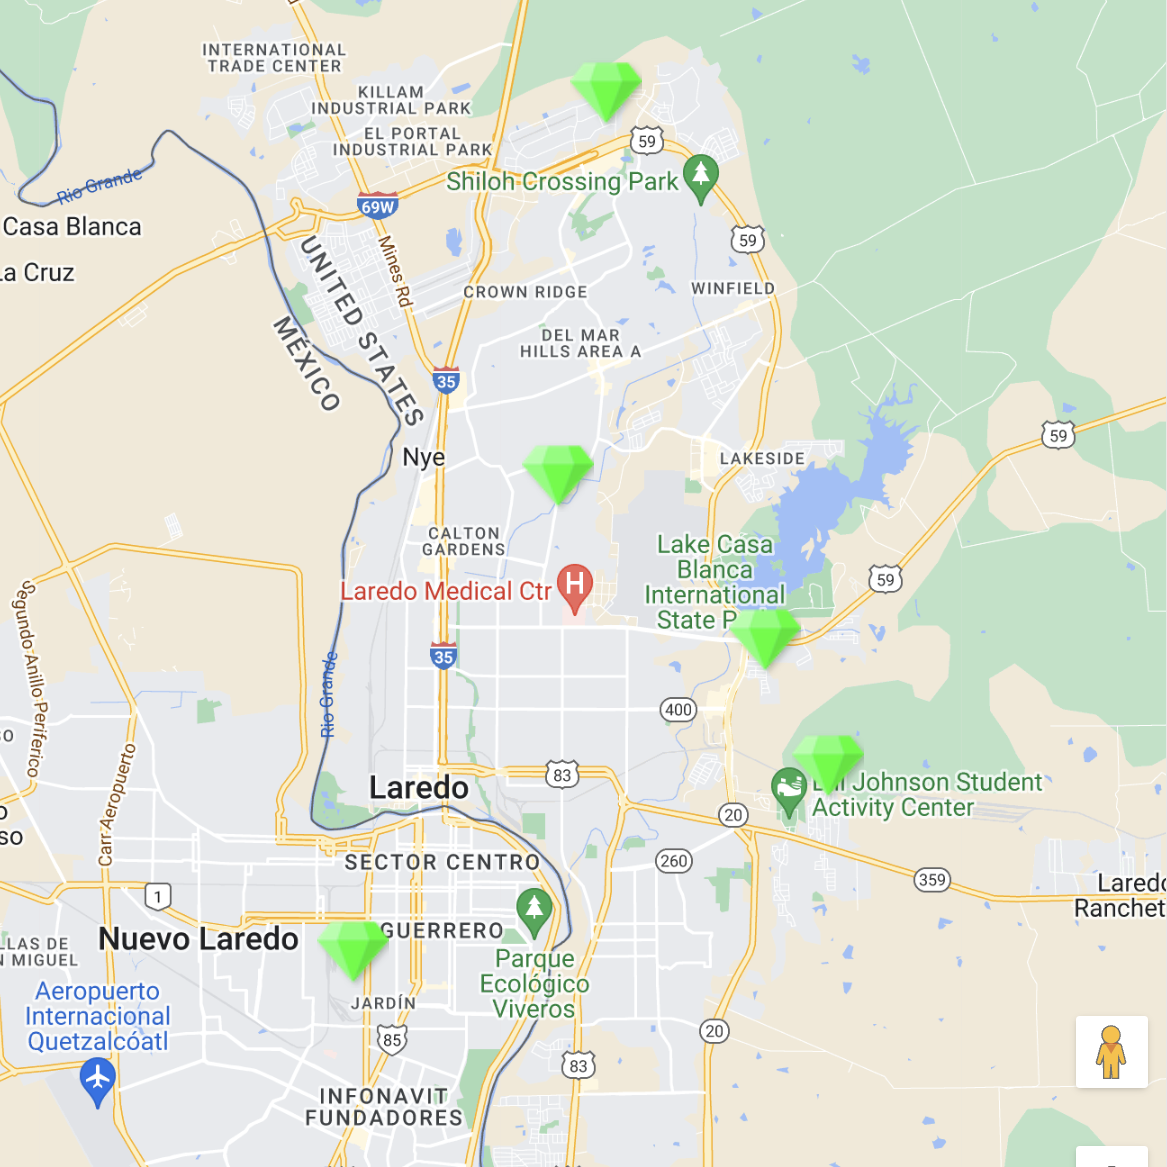 INTERNATIONAL
TRADE CENTER
KILLAM
INDUSTRIAL PARK
EL PORTAL
INDUSTRIAL PARK
59
Rio Grande
Shiloh Crossing Park
69W
Casa Blanca
59
La Cruz
UNITED STATES
Mines Rd
MÉXICO
CROWN RIDGE
WINFIELD
DEL MAR
HILLS AREA A
35
59
Nye
LAKESIDE
CALTON
GARDENS
Lake Casa
Blanca
International
State P
59
Laredo Medical Ctr
H
Segundo Anillo Periférico
35
Rio Grande
400
Carr Aeropuerto
83
Laredo
Johnson Student
Activity Center
20
SECTOR CENTRO
260
359
1
Laredo
Ranchet
Nuevo Laredo
GUERRERO
LLAS DE
N MIGUEL
Parque
Ecológico
Viveros
Aeropuerto
Internacional
Quetzalcóatl
JARDÍN
85
20
83
INFONAVIT
FUNDADORES